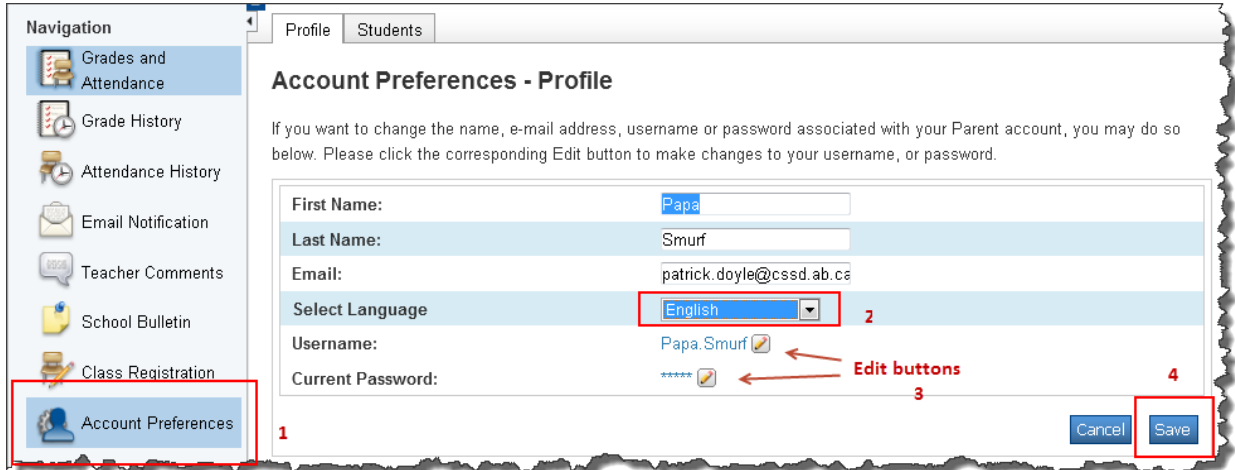 Navigation
Grades and
Attendance
Grade History
Attendance History
Email Notification
Teacher Comments
School Bulletin
Class Registration
Account Preferences
1
Profile Students
Account Preferences - Profile
If you want to change the name, e-mail address, username or password associated with your Parent account, you may do so
below. Please click the corresponding Edit button to make changes to your username, or password.
First Name: Papa
Last Name: Smurf
Email: patrick.doyle@cssd.ab.ca
Select Language English 2
Username: Papa.Smurf
Current Password: *****
Edit buttons
3
4
Cancel Save